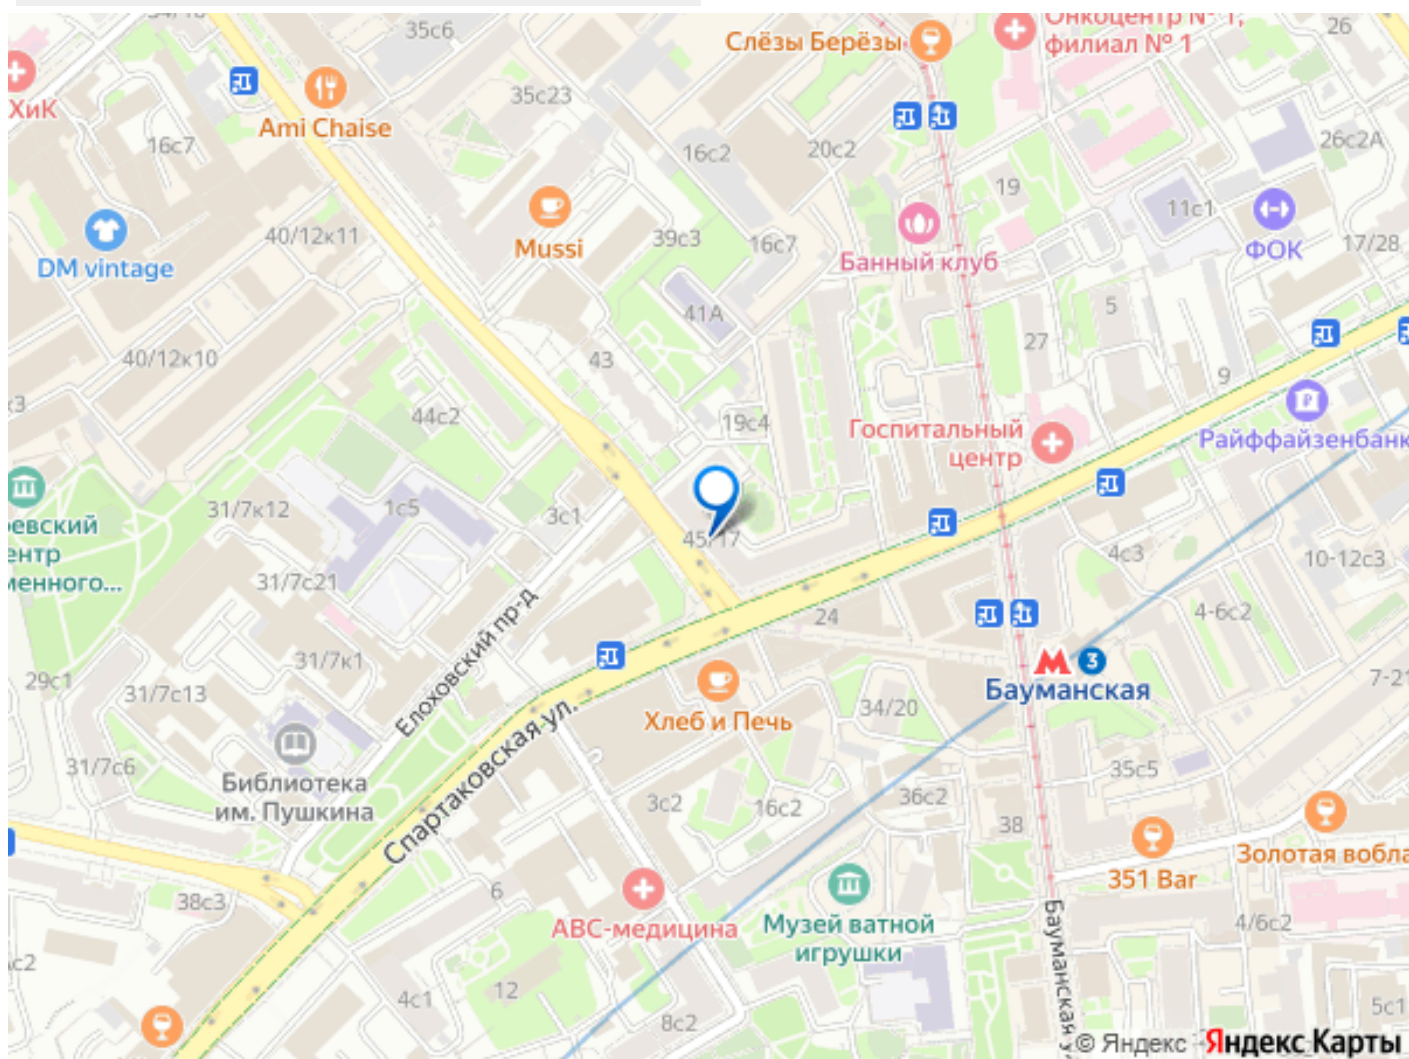 35с6
Слёзы Берёзы
филиал № 1
26
ХиК
Ami Chaise
35с23
16с7
16с2
20с2
26с2А
19
11с1
DM vintage
40/12к11
Mussi
39с3
16с7
Банный клуб
ФОК
17/28
41А
5
27
40/12к10
43
9
44с2
19с4
Госпитальный
центр
Райффайзенбанк
31/7к12
1с5
3с1
45/17
4с3
10-12с3
31/7с21
Елоховский пр-д
24
4-6с2
31/7к1
29с1
31/7с13
3
Бауманская
Хлеб и Печь
34/20
Спартаковская ул.
31/7с6
Библиотека
им. Пушкина
3с2
16с2
36с2
35с5
38
351 Bar
Золотая вобла
38с3
6
АВС-медицина
Музей ватной
игрушки
4/6с2
Бауманская
4с1
12
8с2
5с1
© Яндекс
Яндекс Карты